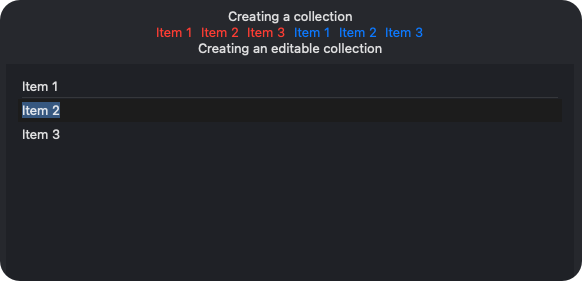 Creating a collection
Item 1 Item 2 Item 3 Item 1 Item 2 Item 3
Creating an editable collection
Item 1
Item 2
Item 3